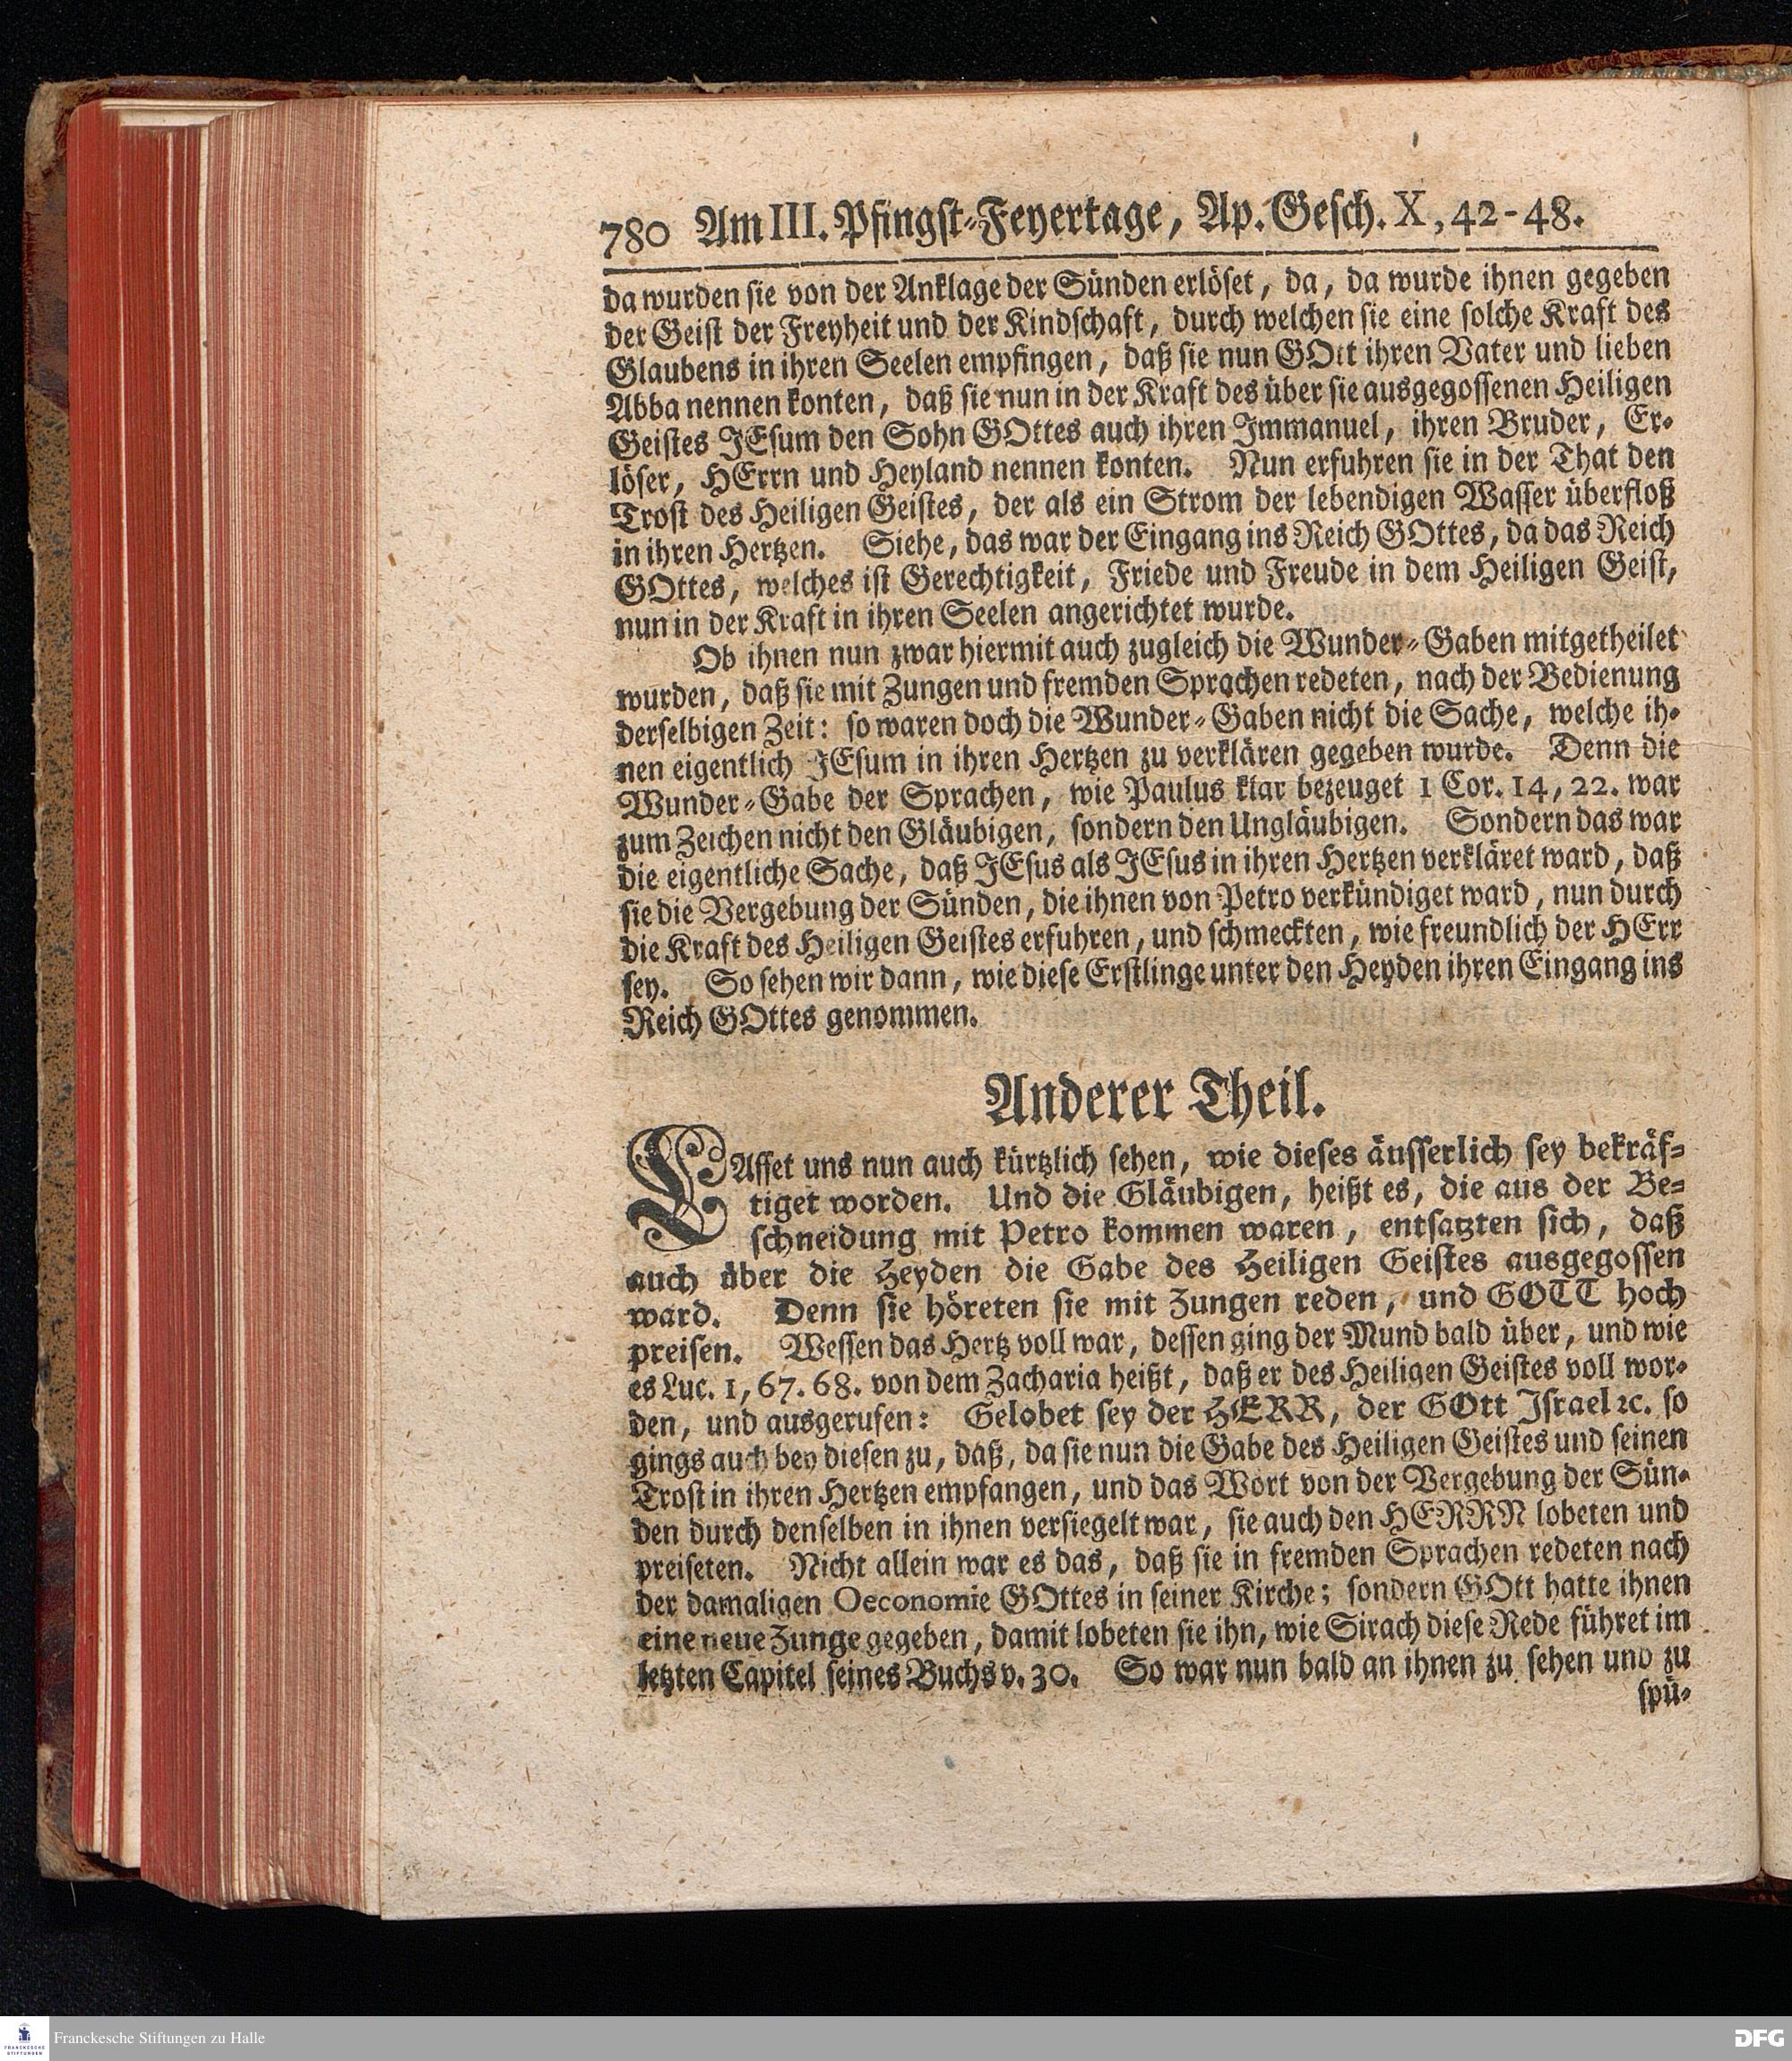 780 Am III. Pfingst-Feyertage, Ap. Gesch. X, 42-48.
da wurden sie von der Anklage der Sünden erlöset, da, da wurde ihnen gegeben
der Geist der Freyheit und der Kindschaft, durch welchen sie eine solche Kraft des
Glaubens in ihren Seelen empfingen, daß sie nun GOtt ihren Vater und lieben
Abba nennen konten, daß sie nun in der Kraft des über sie ausgegossenen Heiligen
Geistes JEsum den Sohn GOttes auch ihren Immanuel, ihren Bruder, Er-
löser, HErrn und Heyland nennen konten. Nun erfuhren sie in der That den
Trost des Heiligen Geistes, der als ein Strom der lebendigen Wasser überfloß
in ihren Hertzen. Siehe, das war der Eingang ins Reich GOttes, da das Reich
GOttes, welches ist Gerechtigkeit, Friede und Freude in dem Heiligen Geist,
nun in der Kraft in ihren Seelen angerichtet wurde.
Ob ihnen nun zwar hiermit auch zugleich die Wunder-Gaben mitgetheilet
wurden, daß sie mit Zungen und fremden Sprachen redeten, nach der Bedienung
derselbigen Zeit: so waren doch die Wunder-Gaben nicht die Sache, welche ih-
nen eigentlich JEsum in ihren Hertzen zu verklären gegeben wurde. Denn die
Wunder-Gabe der Sprachen, wie Paulus klar bezeuget 1 Cor. 14, 22. war
zum Zeichen nicht den Gläubigen, sondern den Ungläubigen. Sondern das war
die eigentliche Sache, daß JEsus als JEsus in ihren Hertzen verkläret ward, daß
sie die Vergebung der Sünden, die ihnen von Petro verkündiget ward, nun durch
die Kraft des Heiligen Geistes erfuhren, und schmeckten, wie freundlich der HErr
sey. So sehen wir dann, wie diese Erstlinge unter den Heyden ihren Eingang ins
Reich GOttes genommen.
Anderer Theil.
LAsset uns nun auch kürtzlich sehen, wie dieses äusserlich sey bekräf-
tiget worden. Und die Gläubigen, heißt es, die aus der Be-
schneidung mit Petro kommen waren, entsatzten sich, daß
auch über die Heyden die Gabe des Heiligen Geistes ausgegossen
ward. Denn sie höreten sie mit Zungen reden, und GOTT hoch
preisen. Wessen das Hertz voll war, dessen ging der Mund bald über, und wie
es Luc. 1, 67. 68. von dem Zacharia heißt, daß er des Heiligen Geistes voll wor-
den, und ausgerufen: Gelobet sey der HERR, der GOtt Israel ꝛc. so
gings auch bey diesen zu, daß, da sie nun die Gabe des Heiligen Geistes und seinen
Trost in ihren Hertzen empfangen, und das Wort von der Vergebung der Sün-
den durch denselben in ihnen versiegelt war, sie auch den HERRN lobeten und
preiseten. Nicht allein war es das, daß sie in fremden Sprachen redeten nach
der damaligen Oeconomie GOttes in seiner Kirche; sondern GOtt hatte ihnen
eine neue Zunge gegeben, damit lobeten sie ihn, wie Sirach diese Rede führet im
letzten Capitel seines Buchs v. 30. So war nun bald an ihnen zu sehen und zu
spü-
FRANCKESCHE
STIFTUNGEN
Franckesche Stiftungen zu Halle
DFG